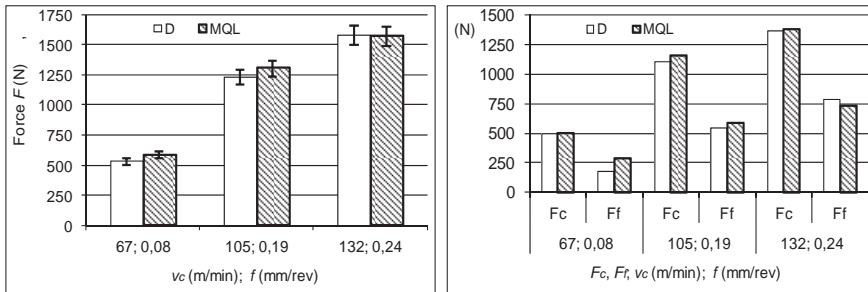 Force F (N)
,
1750
1500
1250
1000
750
500
250
0
D MQL
67; 0,08 105; 0,19 132; 0,24
vc (m/min); f (mm/rev)
(N)
1500
1250
1000
750
500
250
0
D MQL
Fc Ff Fc Ff Fc Ff
67; 0,08 105; 0,19 132; 0,24
Fc, Ff; vc (m/min); f (mm/rev)